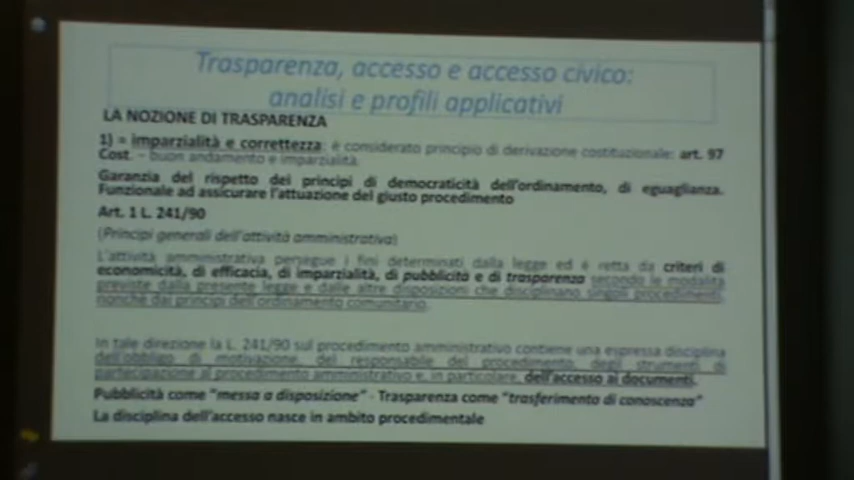 Trasparenza, accesso e accesso civico:
analisi e profili applicativi
LA NOZIONE DI TRASPARENZA
1) = imparzialità e correttezza: è considerato principio di derivazione costituzionale: art. 97
Cost. – buon andamento e imparzialità.
Garanzia del rispetto dei principi di democraticità dell'ordinamento, di eguaglianza.
Funzionale ad assicurare l'attuazione del giusto procedimento
Art. 1 L. 241/90
(Principi generali dell'attività amministrativa)
L'attività amministrativa persegue i fini determinati dalla legge ed è retta da criteri di
economicità, di efficacia, di imparzialità, di pubblicità e di trasparenza secondo le modalità
previste dalla presente legge e dalle altre disposizioni che disciplinano singoli procedimenti,
nonché dai principi dell'ordinamento comunitario.
In tale direzione la L. 241/90 sul procedimento amministrativo contiene una espressa disciplina
dell'obbligo di motivazione, del responsabile del procedimento, degli strumenti di
partecipazione al procedimento amministrativo e, in particolare, dell'accesso ai documenti.
Pubblicità come "messa a disposizione" - Trasparenza come "trasferimento di conoscenza"
La disciplina dell'accesso nasce in ambito procedimentale